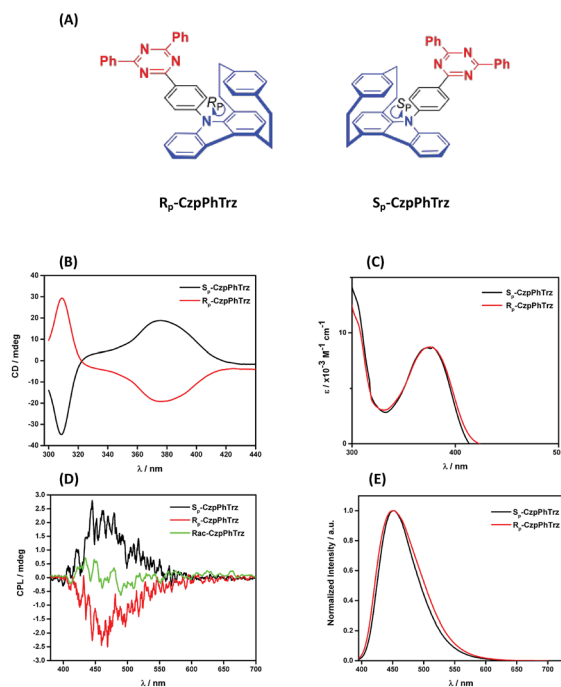 (A)
Ph
Ph
N
N
N
R_P
N
Ph
N
N
N
Ph
S_P
N
R_p-CzpPhTrz
S_p-CzpPhTrz
(B)
40
30
20
10
0
-10
-20
-30
-40
CD / mdeg
S_p-CzpPhTrz
R_p-CzpPhTrz
300 320 340 360 380 400 420 440
λ / nm
(C)
10
0
ε / x10⁻³ M⁻¹ cm⁻¹
S_p-CzpPhTrz
R_p-CzpPhTrz
300 400 50
λ / nm
(D)
3.0
2.5
2.0
1.5
1.0
0.5
0.0
-0.5
-1.0
-1.5
-2.0
-2.5
-3.0
CPL / mdeg
S_p-CzpPhTrz
R_p-CzpPhTrz
Rac-CzpPhTrz
400 450 500 550 600 650 700
λ / nm
(E)
1.0
0.8
0.6
0.4
0.2
0.0
Normalized Intensity / a.u.
S_p-CzpPhTrz
R_p-CzpPhTrz
400 450 500 550 600 650 700
λ / nm